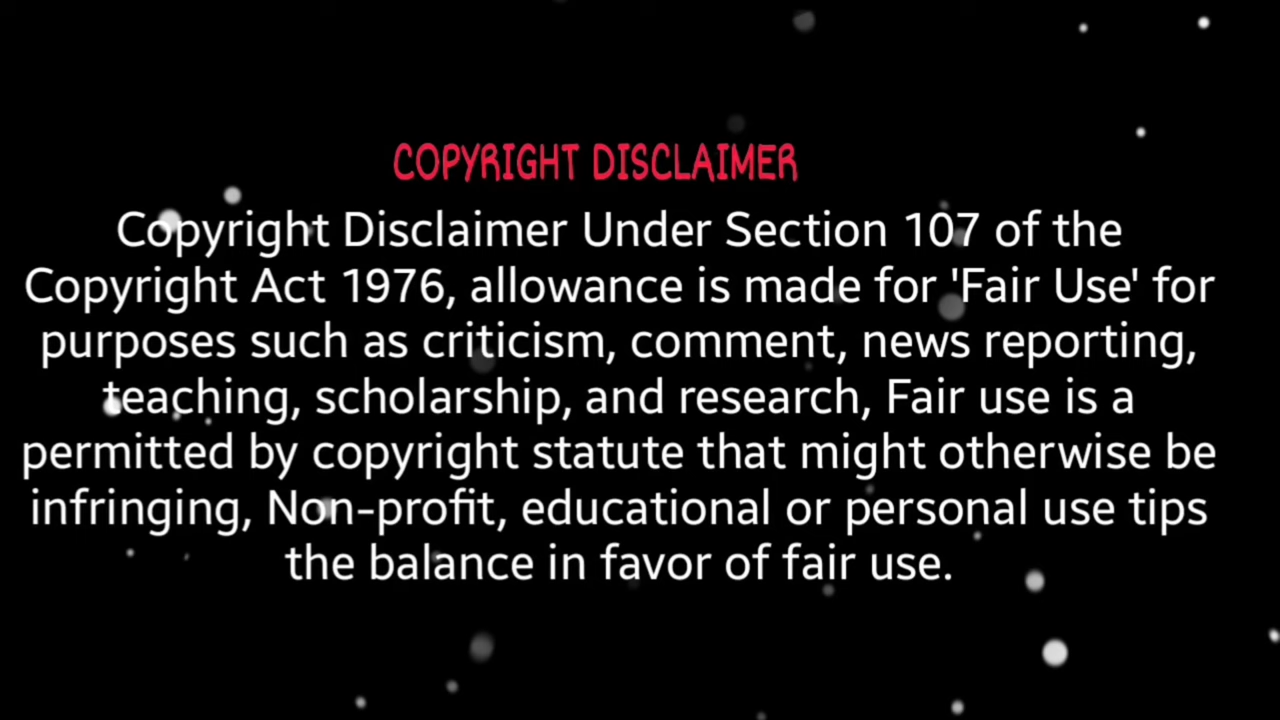 COPYRIGHT DISCLAIMER
Copyright Disclaimer Under Section 107 of the
Copyright Act 1976, allowance is made for 'Fair Use' for
purposes such as criticism, comment, news reporting,
teaching, scholarship, and research, Fair use is a
permitted by copyright statute that might otherwise be
infringing, Non-profit, educational or personal use tips
the balance in favor of fair use.